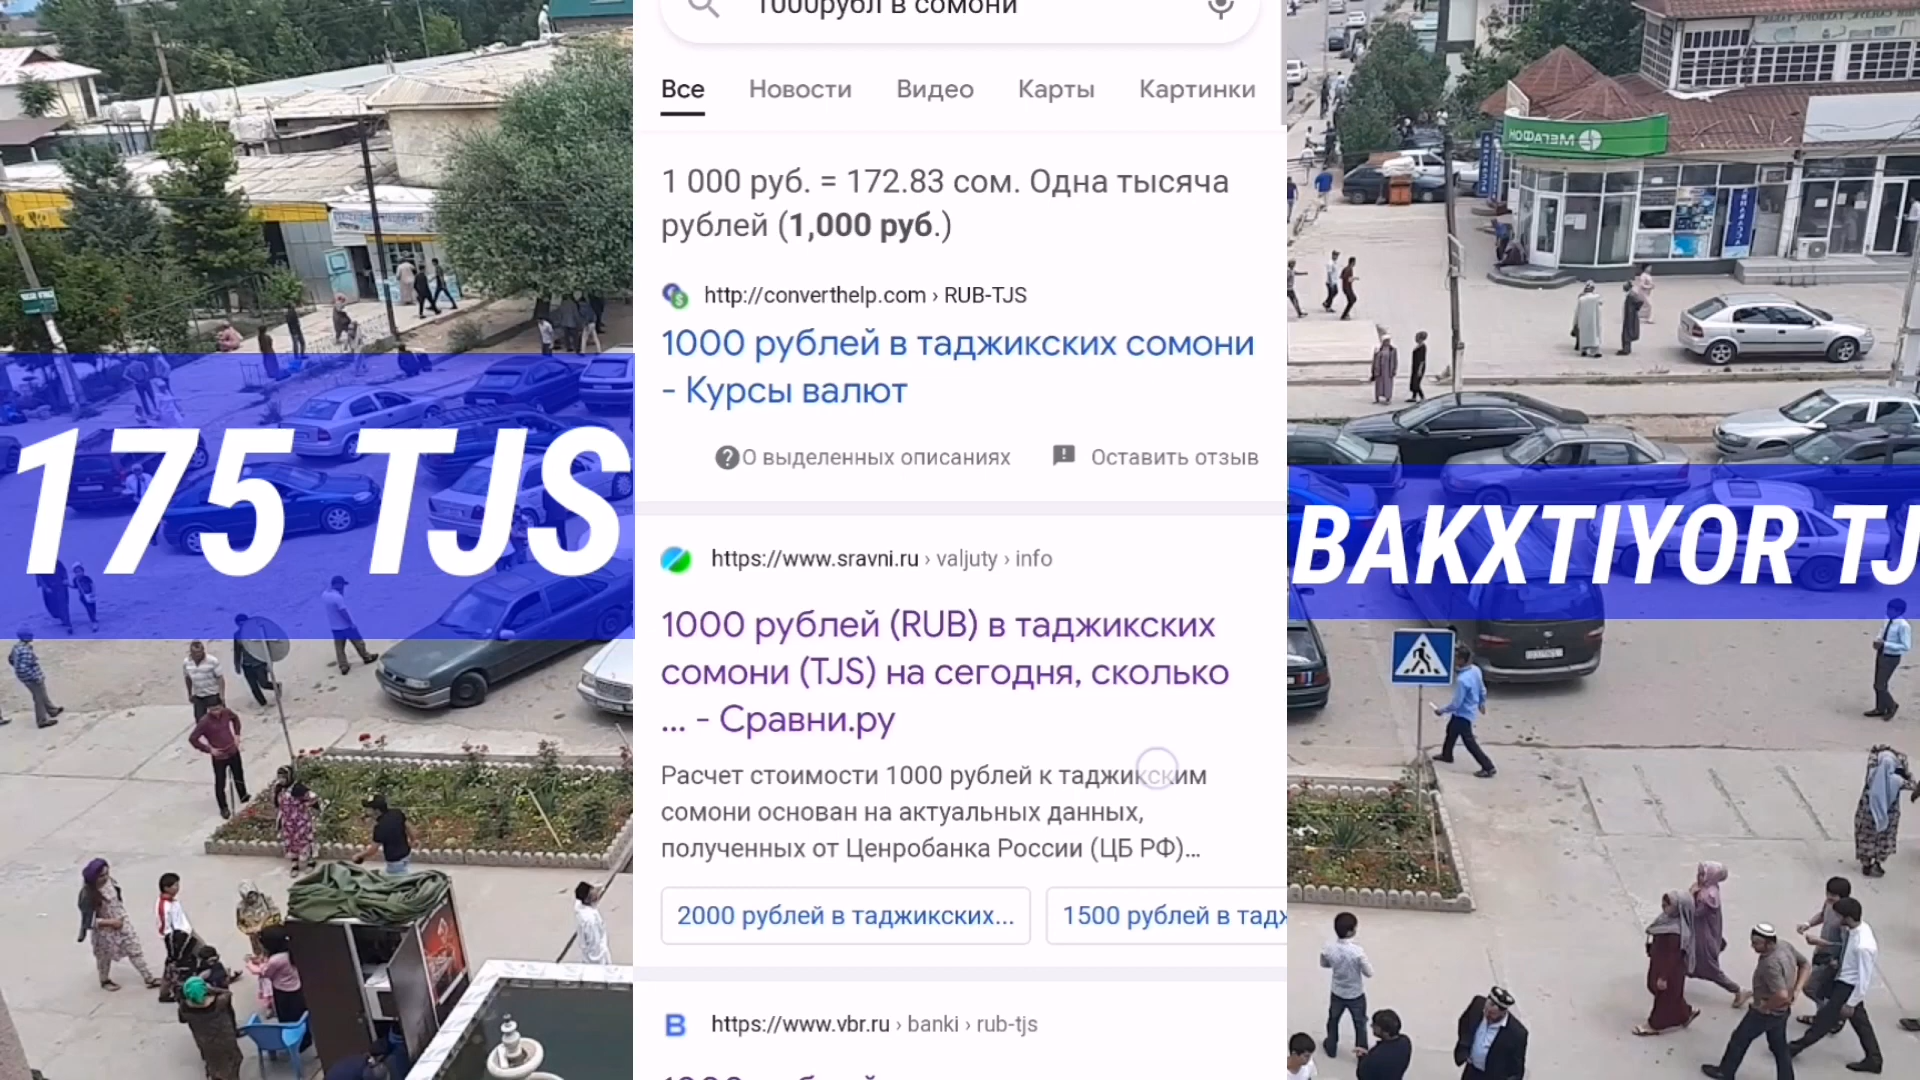 1000рубл в сомони
Все Новости Видео Карты Картинки
1 000 руб. = 172.83 сом. Одна тысяча
рублей (1,000 руб.)
http://converthelp.com › RUB-TJS
1000 рублей в таджикских сомони
- Курсы валют
О выделенных описаниях Оставить отзыв
https://www.sravni.ru › valjuty › info
1000 рублей (RUB) в таджикских
сомони (TJS) на сегодня, сколько
... - Сравни.ру
Расчет стоимости 1000 рублей к таджикским
сомони основан на актуальных данных,
полученных от Ценробанка России (ЦБ РФ)...
2000 рублей в таджикских...
1500 рублей в тадж
https://www.vbr.ru › banki › rub-tjs
175 TJS
BAKXTIYOR TJ
МЕГАФОН